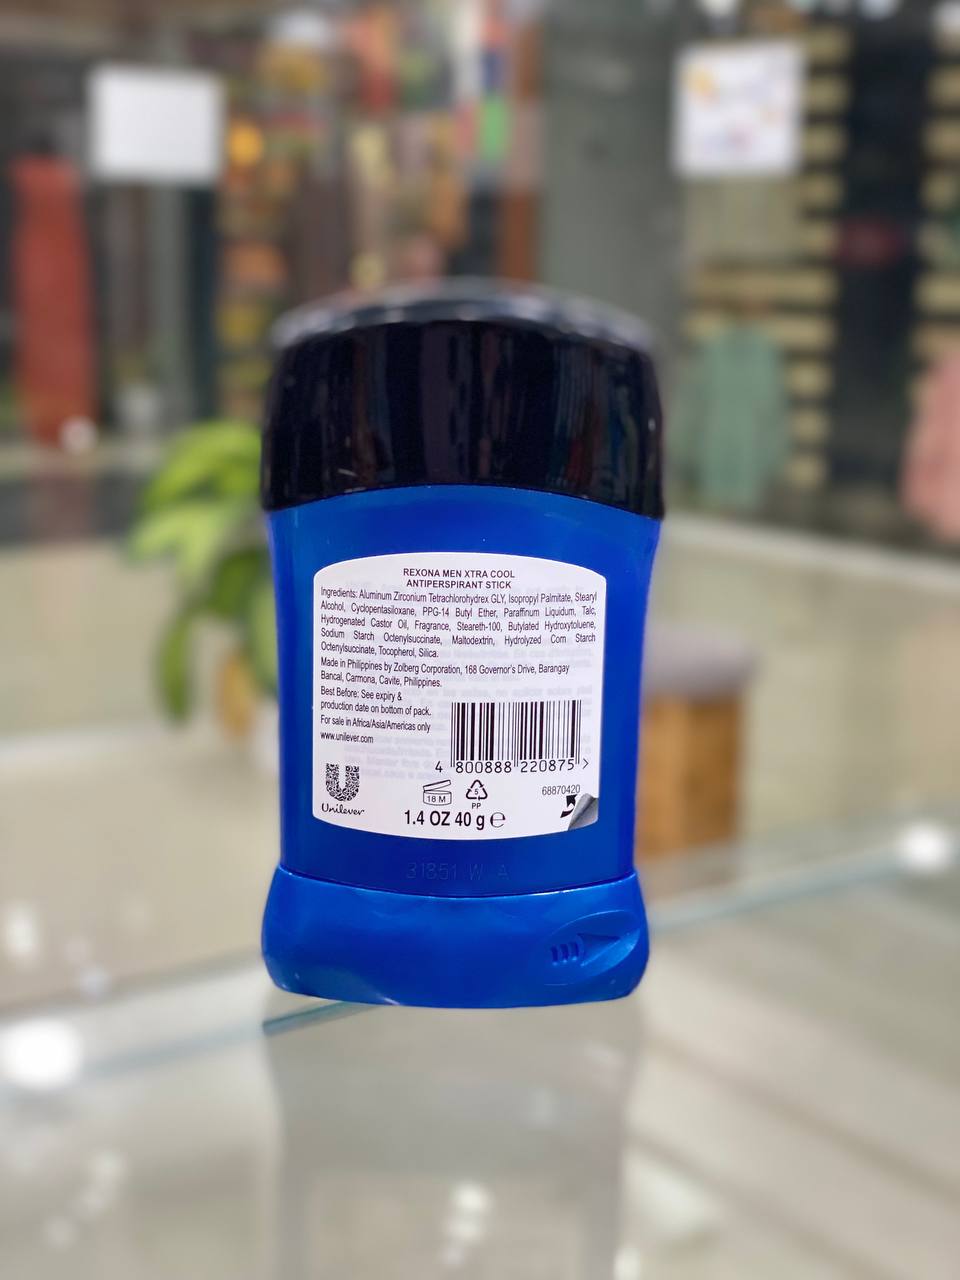 REXONA MEN XTRA COOL
ANTIPERSPIRANT STICK
Ingredients: Aluminum Zirconium Tetrachlorohydrex GLY, Isopropyl Palmitate, Stearyl
Alcohol, Cyclopentasiloxane, PPG-14 Butyl Ether, Paraffinum Liquidum, Talc,
Hydrogenated Castor Oil, Fragrance, Steareth-100, Butylated Hydroxytoluene,
Sodium Starch Octenylsuccinate, Maltodextrin, Hydrolyzed Corn Starch
Octenylsuccinate, Tocopherol, Silica.
Made in Philippines by Zolberg Corporation, 168 Governor's Drive, Barangay
Bancal, Carmona, Cavite, Philippines.
Best Before: See expiry &
production date on bottom of pack.
For sale in Africa/Asia/Americas only
www.unilever.com
4 800888 220875 >
Unilever
18 M
5
PP
68870420
1.4 OZ 40 g e
31851 W A